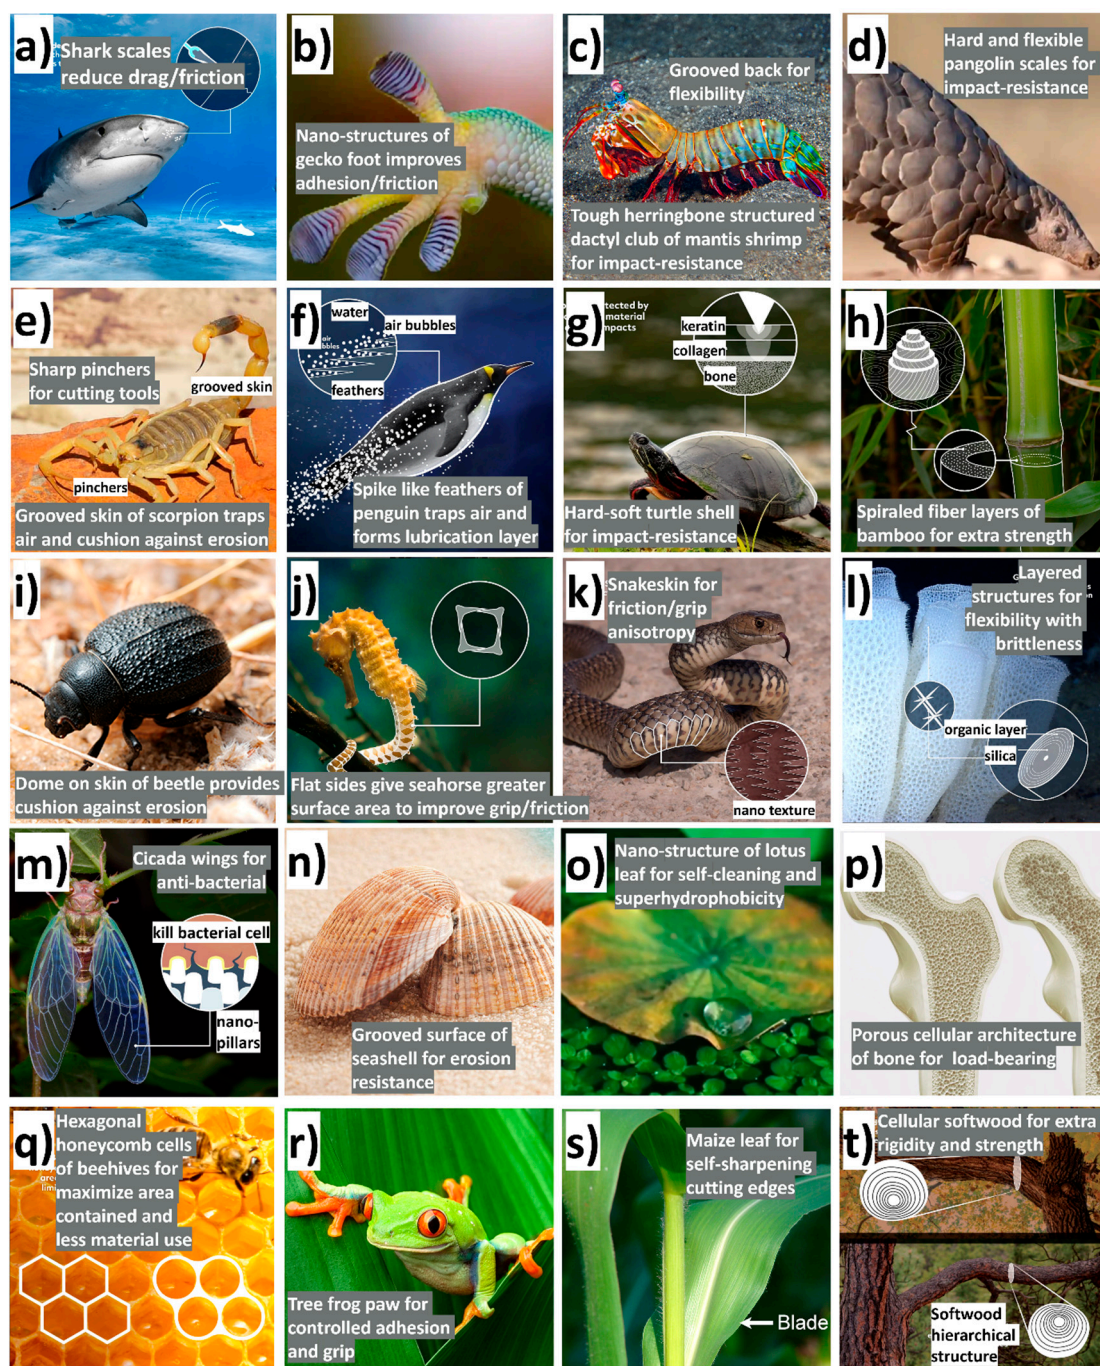 a)
Shark scales
reduce drag/friction
b)
Nano-structures of
gecko foot improves
adhesion/friction
c)
Grooved back for
flexibility
Tough herringbone structured
dactyl club of mantis shrimp
for impact-resistance
d)
Hard and flexible
pangolin scales for
impact-resistance
e)
Sharp pinchers
for cutting tools
grooved skin
pinchers
Grooved skin of scorpion traps
air and cushion against erosion
f)
water
air bubbles
feathers
Spike like feathers of
penguin traps air and
forms lubrication layer
g)
keratin
collagen
bone
Hard-soft turtle shell
for impact-resistance
h)
Spiraled fiber layers of
bamboo for extra strength
i)
Dome on skin of beetle provides
cushion against erosion
j)
Flat sides give seahorse greater
surface area to improve grip/friction
k)
Snakeskin for
friction/grip
anisotropy
nano texture
l)
Layered
structures for
flexibility with
brittleness
organic layer
silica
m)
Cicada wings for
anti-bacterial
kill bacterial cell
nano-
pillars
n)
Grooved surface of
seashell for erosion
resistance
o)
Nano-structure of lotus
leaf for self-cleaning and
superhydrophobicity
p)
Porous cellular architecture
of bone for load-bearing
q)
Hexagonal
honeycomb cells
of beehives for
maximize area
contained and
less material use
r)
Tree frog paw for
controlled adhesion
and grip
s)
Maize leaf for
self-sharpening
cutting edges
Blade
t)
Cellular softwood for extra
rigidity and strength
Softwood
hierarchical
structure